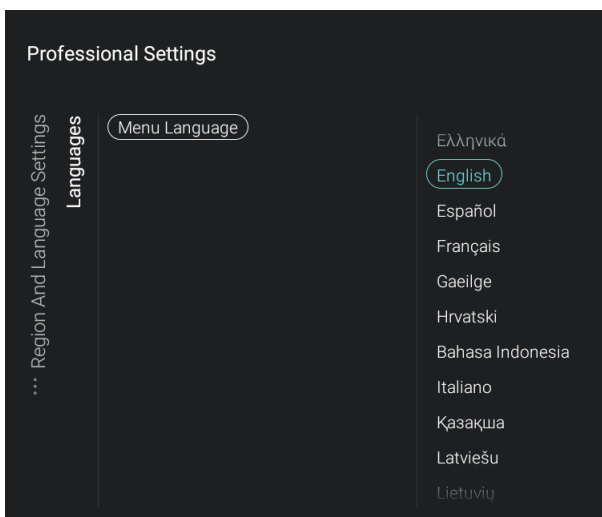 Professional Settings
... Region And Language Settings
Languages
Menu Language
Ελληνικά
English
Español
Français
Gaeilge
Hrvatski
Bahasa Indonesia
Italiano
Қазақша
Latviešu
Lietuvių